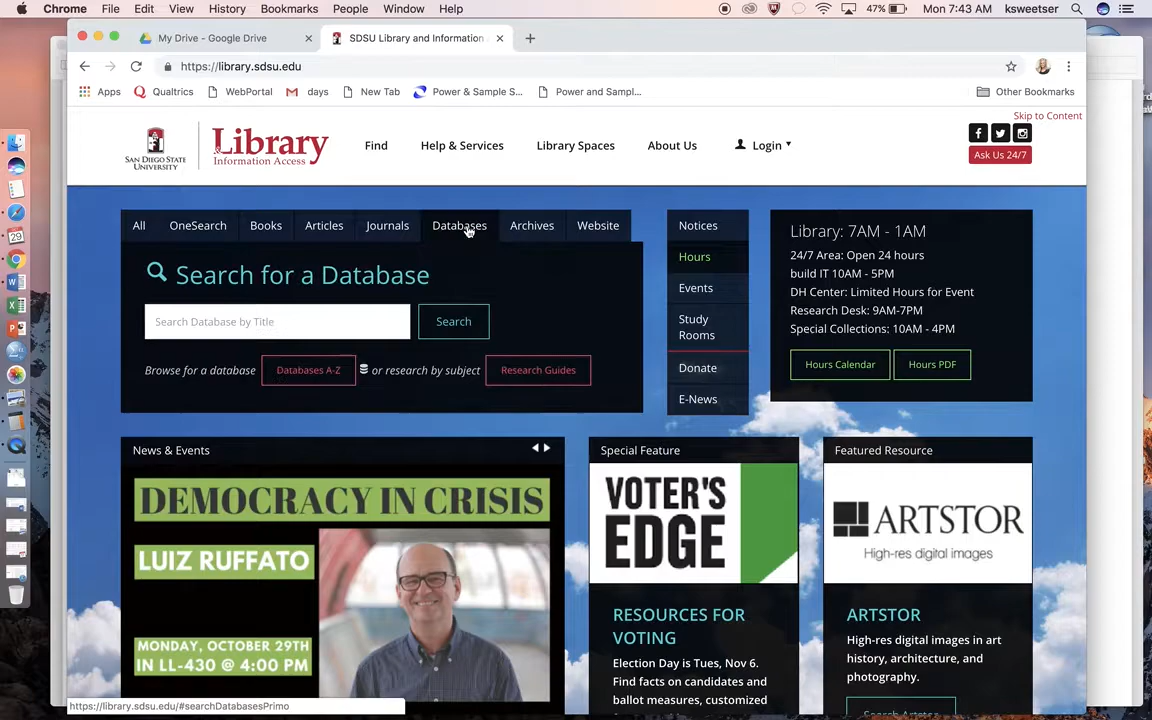 Chrome File Edit View History Bookmarks People Window Help
47% Mon 7:43 AM ksweetser
My Drive - Google Drive
SDSU Library and Information
https://library.sdsu.edu
Apps Qualtrics WebPortal days New Tab Power & Sample S... Power and Sampl... Other Bookmarks
Skip to Content
SAN DIEGO STATE
UNIVERSITY
Library
& Information Access
Find Help & Services Library Spaces About Us Login
Ask Us 24/7
All OneSearch Books Articles Journals Databases Archives Website
Search for a Database
Search Database by Title
Search
Browse for a database Databases A-Z or research by subject Research Guides
Notices
Hours
Events
Study
Rooms
Donate
E-News
Library: 7AM - 1AM
24/7 Area: Open 24 hours
build IT 10AM - 5PM
DH Center: Limited Hours for Event
Research Desk: 9AM-7PM
Special Collections: 10AM - 4PM
Hours Calendar Hours PDF
News & Events
DEMOCRACY IN CRISIS
LUIZ RUFFATO
MONDAY, OCTOBER 29TH
IN LL-430 @ 4:00 PM
Special Feature
VOTER'S
EDGE
RESOURCES FOR
VOTING
Election Day is Tues, Nov 6.
Find facts on candidates and
ballot measures, customized
Featured Resource
ARTSTOR
High-res digital images
ARTSTOR
High-res digital images in art
history, architecture, and
photography.
Search Artstor
https://library.sdsu.edu/#searchDatabasesPrimo